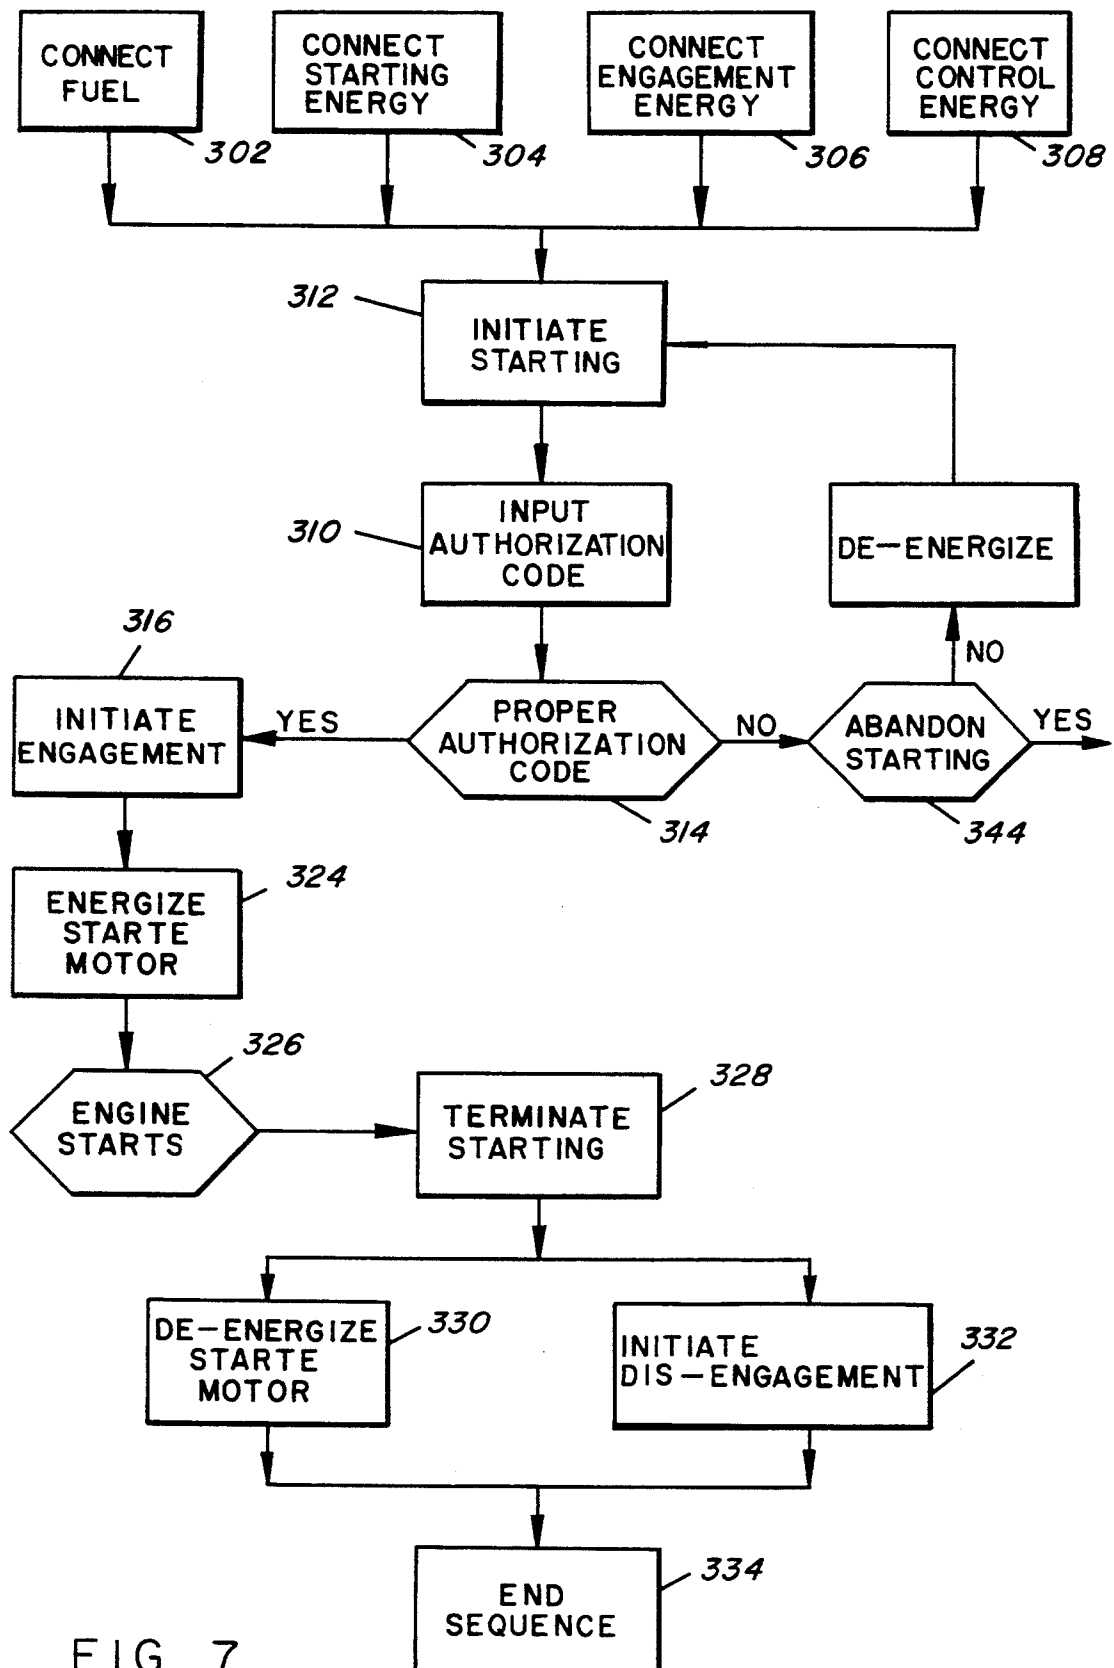 CONNECT
FUEL
302
CONNECT
STARTING
ENERGY
304
CONNECT
ENGAGEMENT
ENERGY
306
CONNECT
CONTROL
ENERGY
308
312
INITIATE
STARTING
310
INPUT
AUTHORIZATION
CODE
DE-ENERGIZE
NO
316
INITIATE
ENGAGEMENT
YES
PROPER
AUTHORIZATION
CODE
314
NO
ABANDON
STARTING
344
YES
324
ENERGIZE
STARTE
MOTOR
326
ENGINE
STARTS
328
TERMINATE
STARTING
DE-ENERGIZE
STARTE
MOTOR
330
INITIATE
DIS-ENGAGEMENT
332
334
END
SEQUENCE
FIG. 7